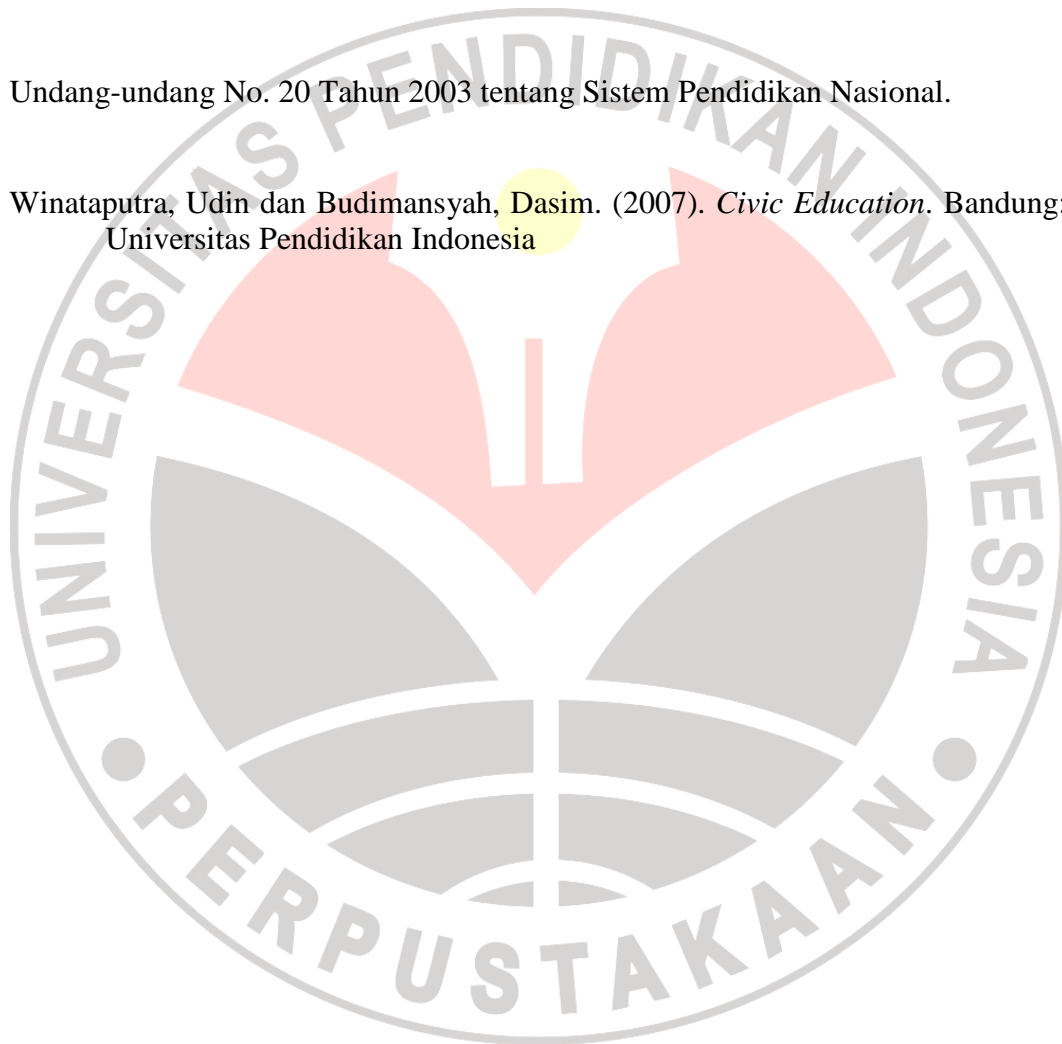 Undang-undang No. 20 Tahun 2003 tentang Sistem Pendidikan Nasional.
Winataputra, Udin dan Budimansyah, Dasim. (2007). Civic Education. Bandung:
Universitas Pendidikan Indonesia
UNIVERSITAS PENDIDIKAN INDONESIA
PERPUSTAKAAN